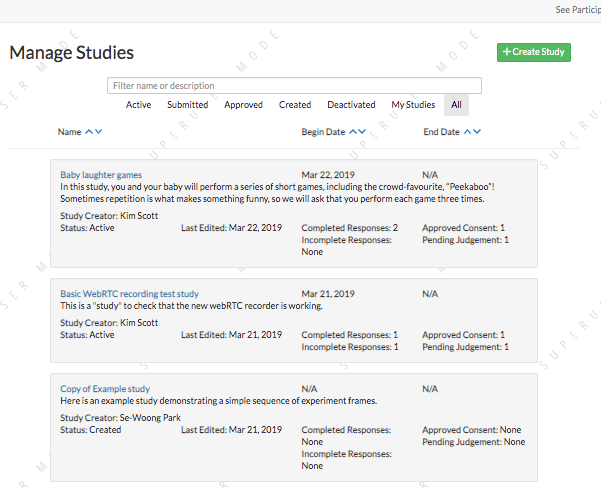 See Particip
Manage Studies
+ Create Study
Filter name or description
Active Submitted Approved Created Deactivated My Studies All
Name Begin Date End Date
Baby laughter games Mar 22, 2019 N/A
In this study, you and your baby will perform a series of short games, including the crowd-favourite, "Peekaboo"!
Sometimes repetition is what makes something funny, so we will ask that you perform each game three times.
Study Creator: Kim Scott
Status: Active Last Edited: Mar 22, 2019 Completed Responses: 2 Approved Consent: 1
Incomplete Responses: Pending Judgement: 1
None
Basic WebRTC recording test study Mar 21, 2019 N/A
This is a "study" to check that the new webRTC recorder is working.
Study Creator: Kim Scott
Status: Active Last Edited: Mar 21, 2019 Completed Responses: 1 Approved Consent: 1
Incomplete Responses: 1 Pending Judgement: 1
Copy of Example study N/A N/A
Here is an example study demonstrating a simple sequence of experiment frames.
Study Creator: Se-Woong Park
Status: Created Last Edited: Mar 21, 2019 Completed Responses: Approved Consent: None
None Pending Judgement: None
Incomplete Responses:
None
SUPERUSER MODE